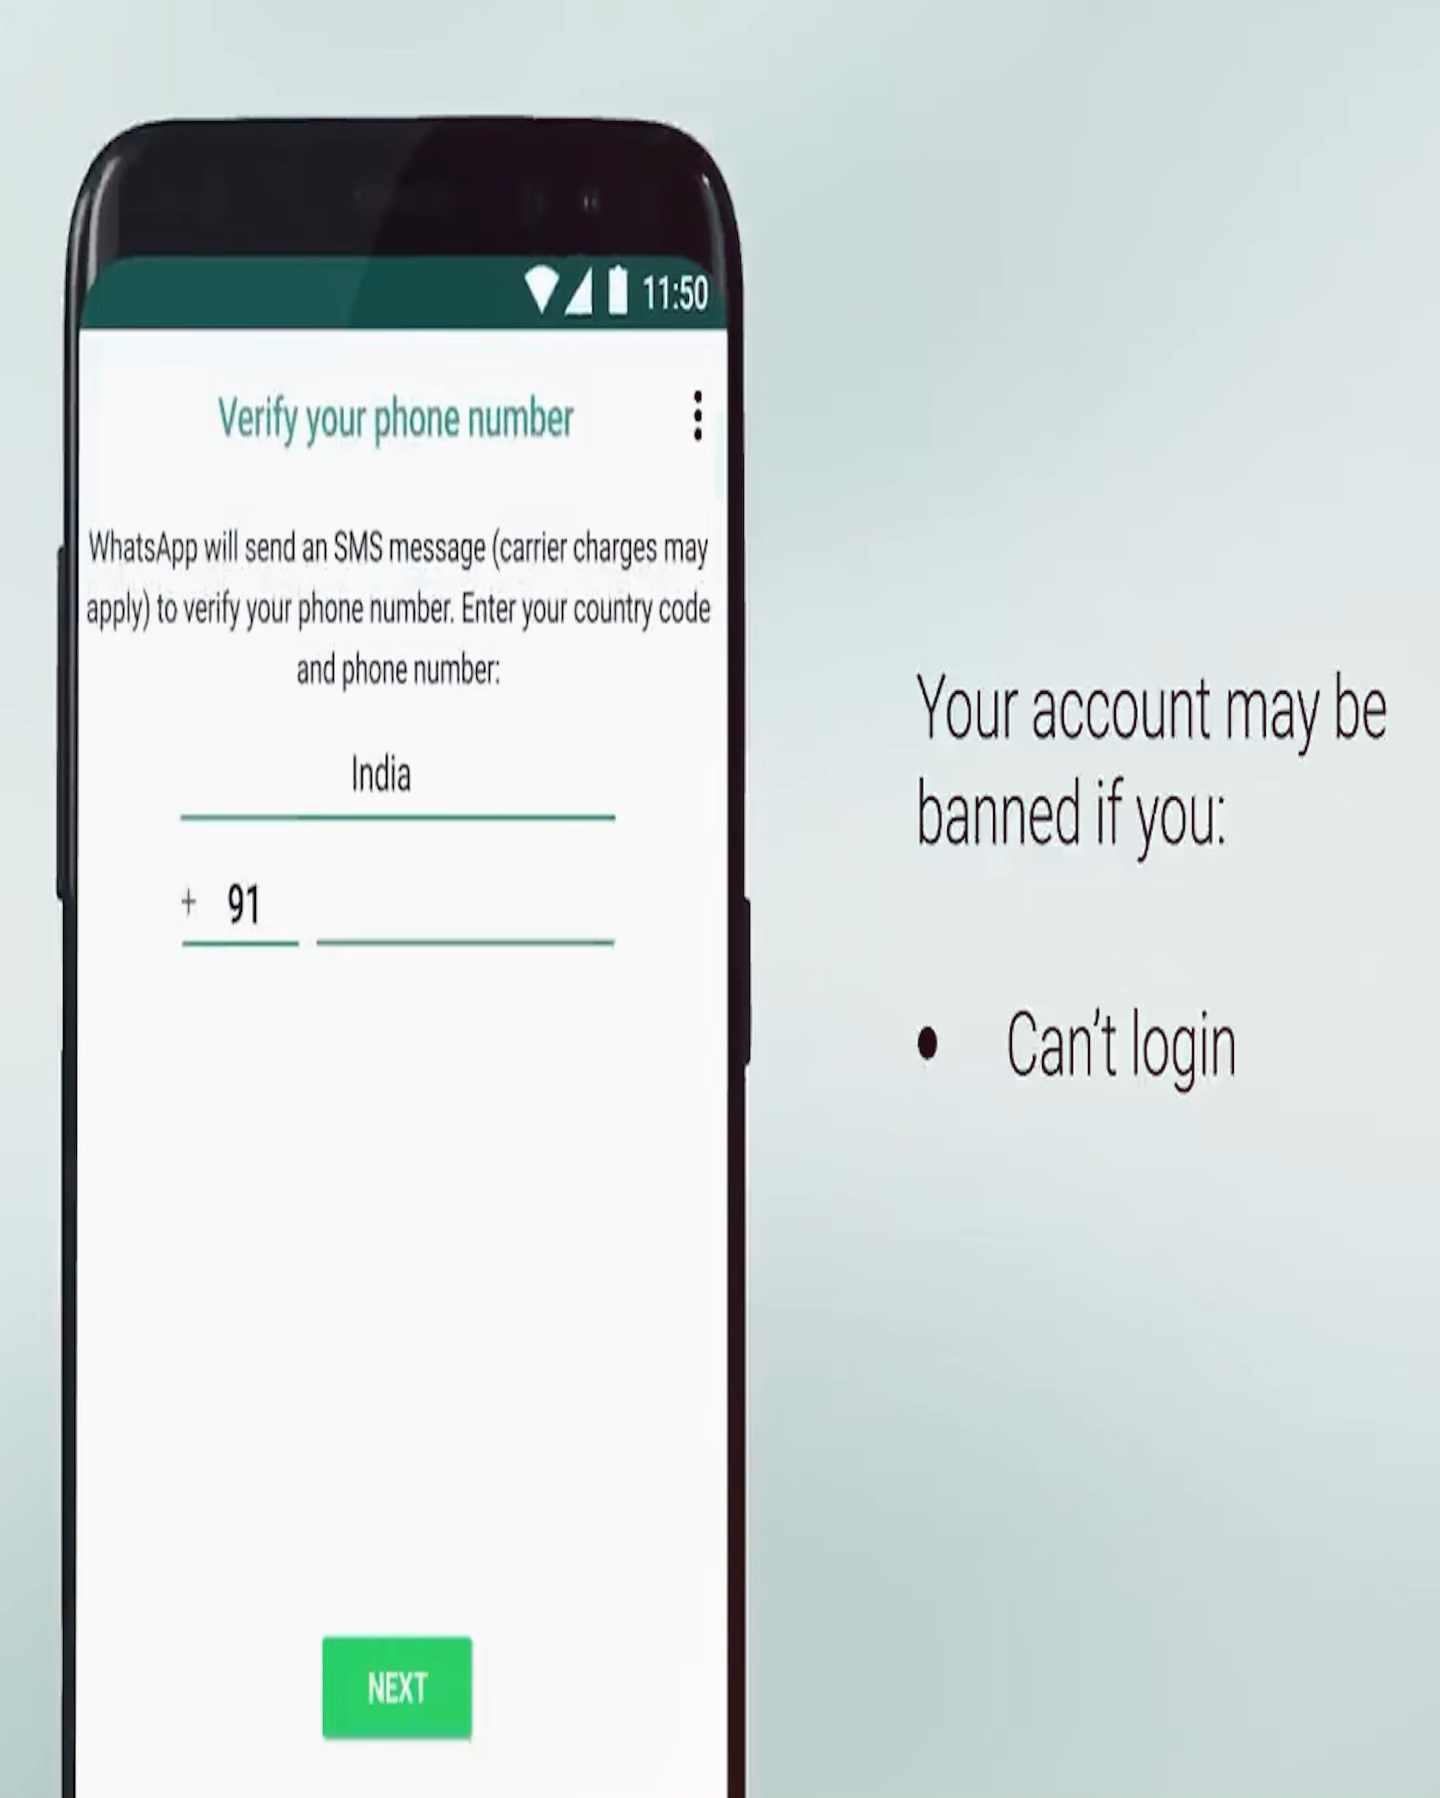 11:50
Verify your phone number
WhatsApp will send an SMS message (carrier charges may
apply) to verify your phone number. Enter your country code
and phone number:
India
+ 91
NEXT
Your account may be
banned if you:
• Can't login